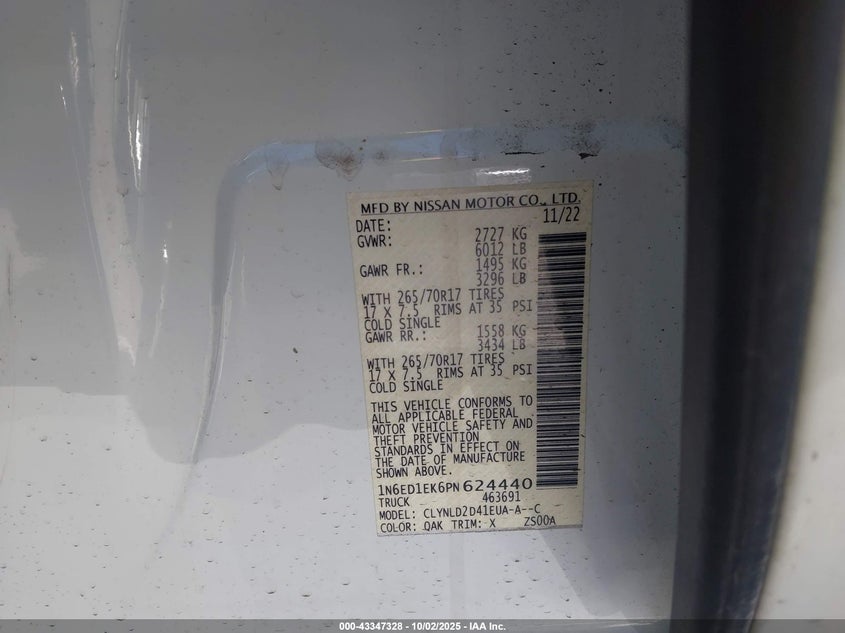 MFD BY NISSAN MOTOR CO., LTD.
DATE: 11/22
GVWR: 2727 KG
6012 LB
GAWR FR.: 1495 KG
3296 LB
WITH 265/70R17 TIRES
17 X 7.5 RIMS AT 35 PSI
COLD SINGLE
GAWR RR.: 1558 KG
3434 LB
WITH 265/70R17 TIRES
17 X 7.5 RIMS AT 35 PSI
COLD SINGLE
THIS VEHICLE CONFORMS TO
ALL APPLICABLE FEDERAL
MOTOR VEHICLE SAFETY AND
THEFT PREVENTION
STANDARDS IN EFFECT ON
THE DATE OF MANUFACTURE
SHOWN ABOVE.
1N6ED1EK6PN 624440
TRUCK 463691
MODEL: CLYNLD2D41EUA-A--C
COLOR: QAK TRIM: X ZS00A
000-43347328 - 10/02/2025 - IAA Inc.